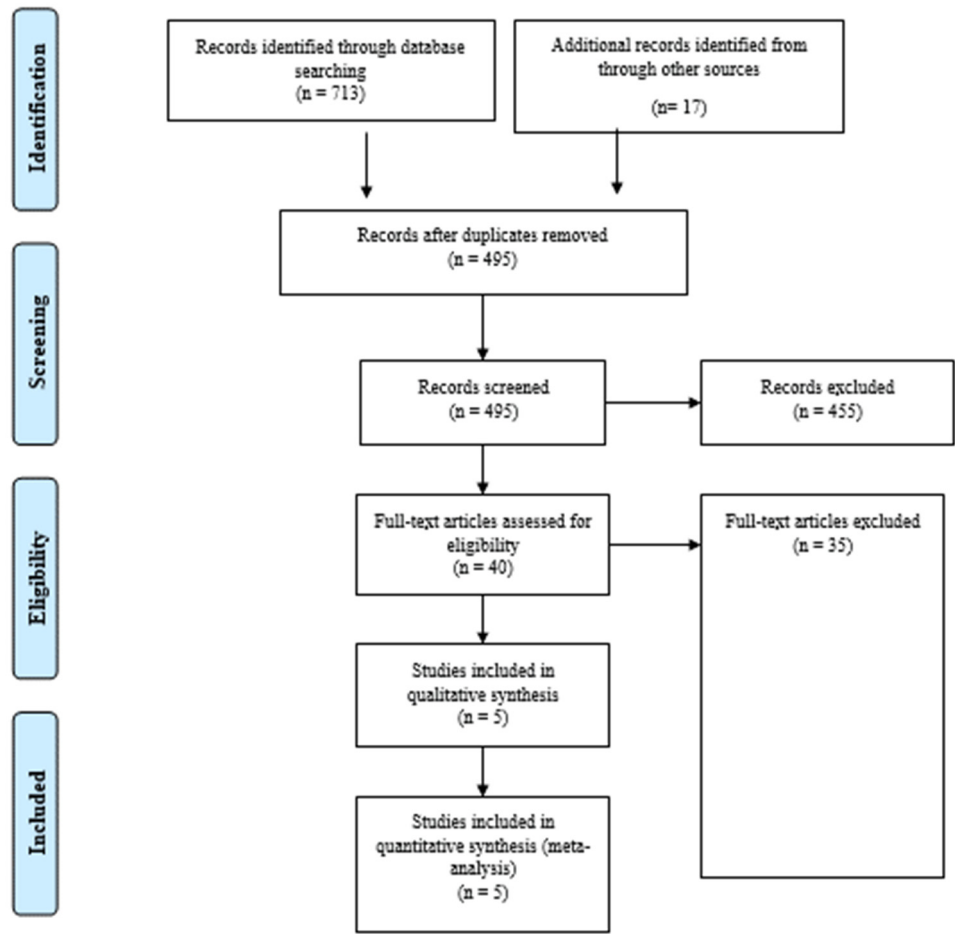 Identification
Records identified through database
searching
(n = 713)
Additional records identified from
through other sources
(n= 17)
Records after duplicates removed
(n = 495)
Screening
Records screened
(n = 495)
Records excluded
(n = 455)
Eligibility
Full-text articles assessed for
eligibility
(n = 40)
Full-text articles excluded
(n = 35)
Studies included in
qualitative synthesis
(n = 5)
Included
Studies included in
quantitative synthesis (meta-
analysis)
(n = 5)